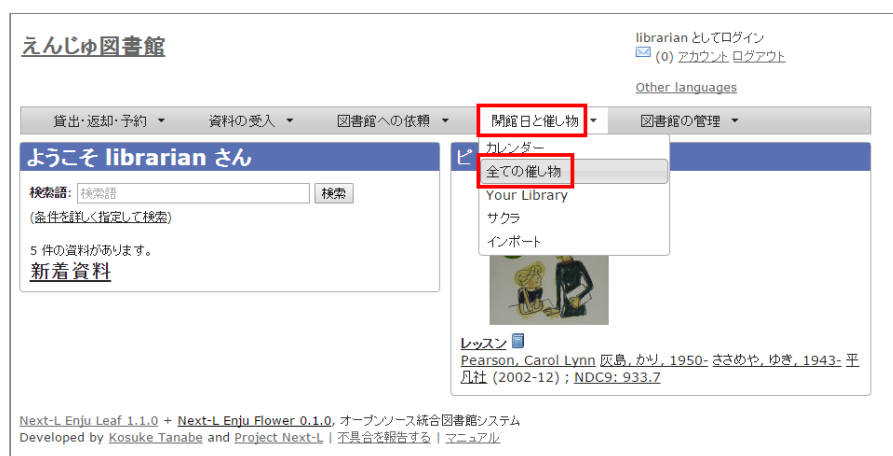 えんじゅ図書館
librarian としてログイン
(0) アカウント ログアウト
Other languages
貸出・返却・予約 ▼ 資料の受入 ▼ 図書館への依頼 ▼ 開館日と催し物 ▼ 図書館の管理 ▼
ようこそ librarian さん
検索語: 検索語 検索
(条件を詳しく指定して検索)
5 件の資料があります。
新着資料
ピ
カレンダー
全ての催し物
Your Library
サクラ
インポート
レッスン
Pearson, Carol Lynn 灰島, かり, 1950- ささめや, ゆき, 1943- 平
凡社 (2002-12) ; NDC9: 933.7
Next-L Enju Leaf 1.1.0 + Next-L Enju Flower 0.1.0, オープンソース統合図書館システム
Developed by Kosuke Tanabe and Project Next-L | 不具合を報告する | マニュアル